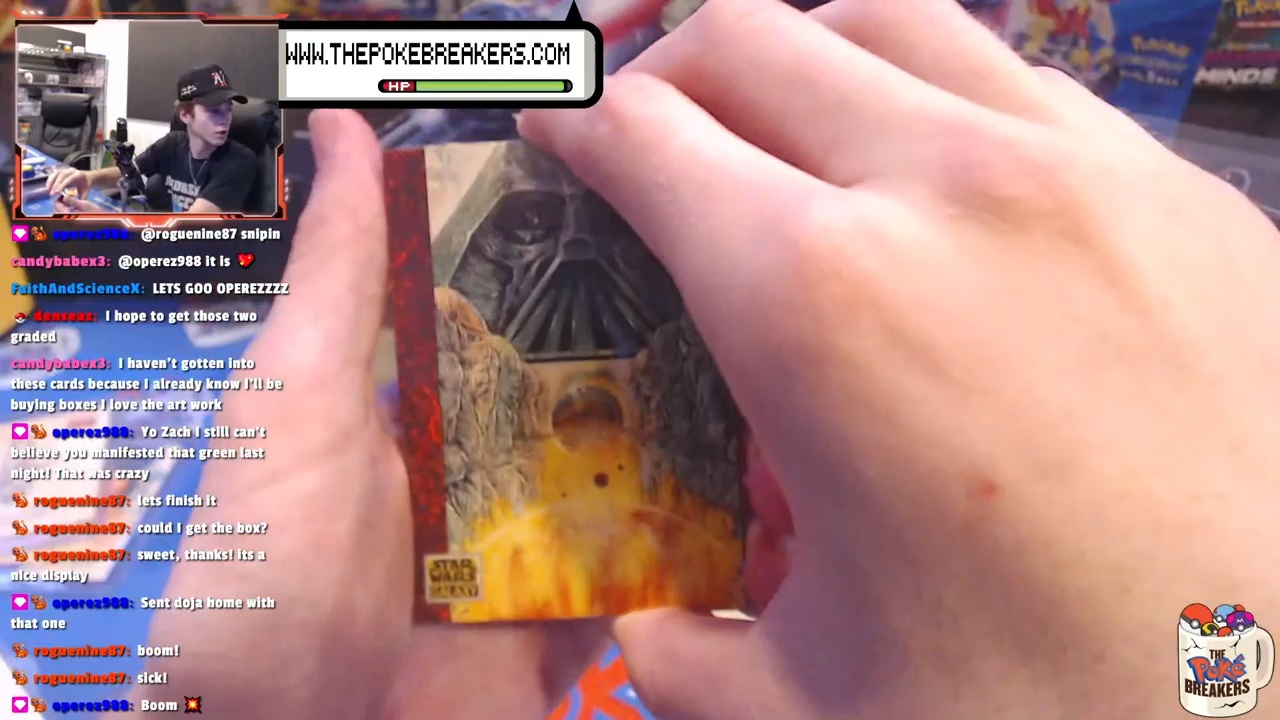 WWW.THEPOKEBREAKERS.COM
HP
operez988: @roguenine87 snipin
candybabex3: @operez988 it is
FaithAndScienceX: LETS GOO OPEREZZZZ
denseaz: I hope to get those two
graded
candybabex3: I haven't gotten into
these cards because I already know I'll be
buying boxes I love the art work
operez988: Yo Zach I still can't
believe you manifested that green last
night! That was crazy
roguenine87: lets finish it
roguenine87: could I get the box?
roguenine87: sweet, thanks! its a
nice display
operez988: Sent doja home with
that one
roguenine87: boom!
roguenine87: sick!
operez988: Boom
STAR
WARS
GALAXY
MINDS
THE
Poké
BREAKERS